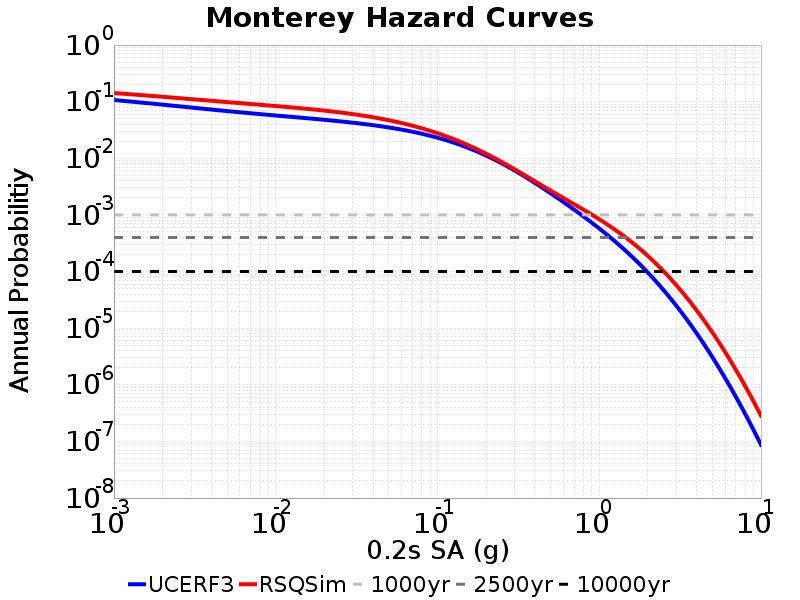 Monterey Hazard Curves
10^0
10^-1
10^-2
10^-3
10^-4
10^-5
10^-6
10^-7
10^-8
Annual Probabilitiy
10^-3 10^-2 10^-1 10^0 10^1
0.2s SA (g)
UCERF3 RSQSim 1000yr 2500yr 10000yr